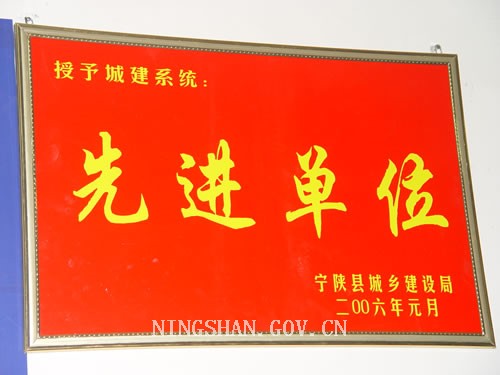 授予城建系统：
先进单位
宁陕县城乡建设局
二00六年元月
NINGSHAN.GOV.CN